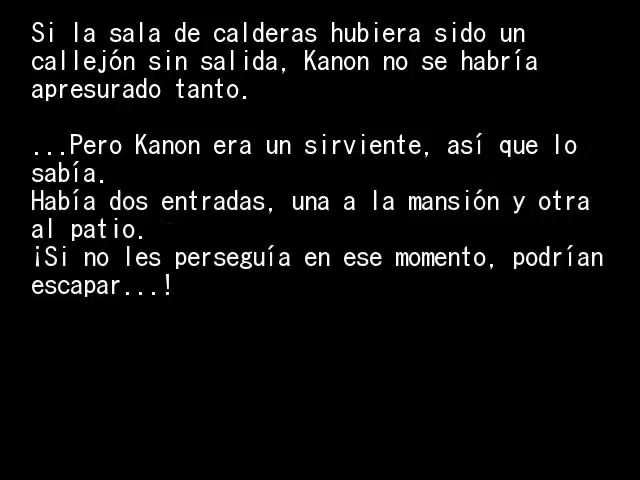 Si la sala de calderas hubiera sido un
callejón sin salida, Kanon no se habría
apresurado tanto.
...Pero Kanon era un sirviente, así que lo
sabía.
Había dos entradas, una a la mansión y otra
al patio.
¡Si no les perseguía en ese momento, podrían
escapar...!